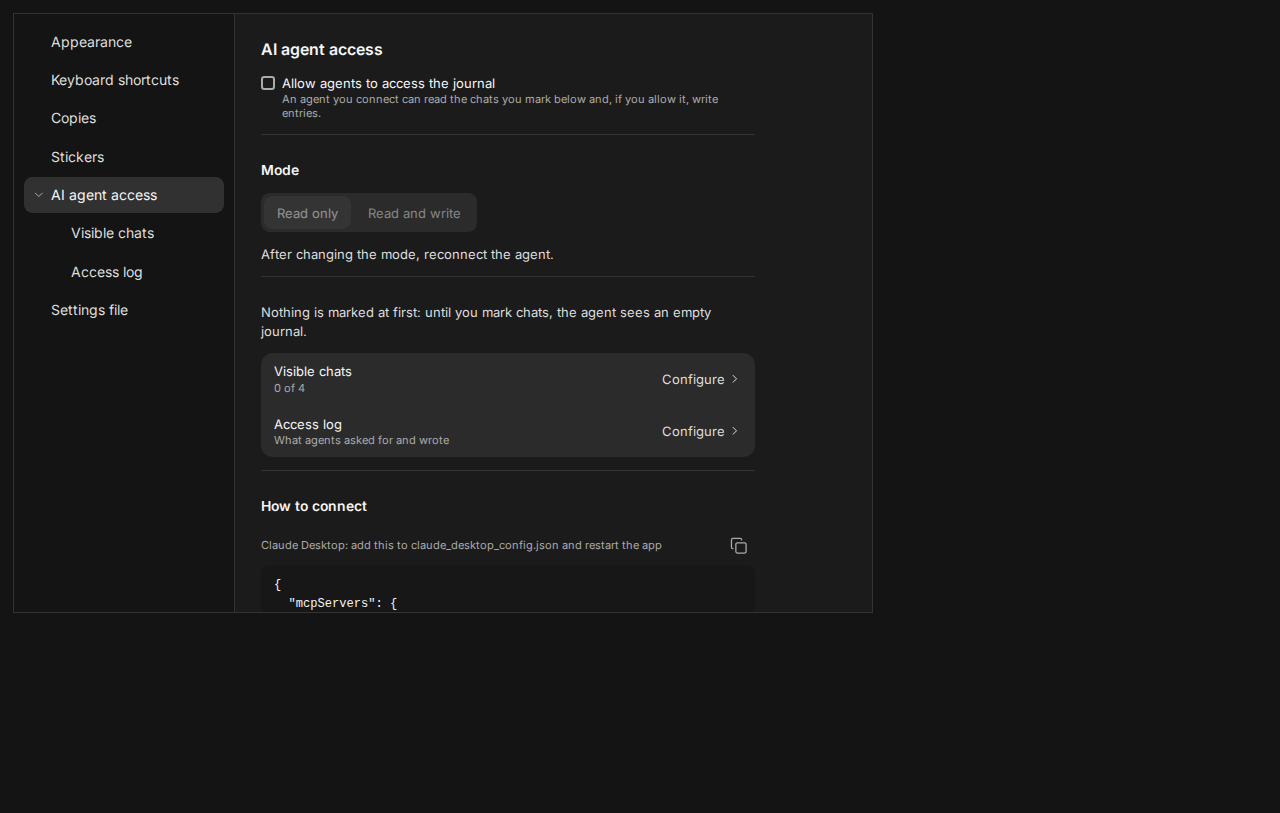 Appearance
Keyboard shortcuts
Copies
Stickers
AI agent access
Visible chats
Access log
Settings file
AI agent access
Allow agents to access the journal
An agent you connect can read the chats you mark below and, if you allow it, write
entries.
Mode
Read only
Read and write
After changing the mode, reconnect the agent.
Nothing is marked at first: until you mark chats, the agent sees an empty
journal.
Visible chats
0 of 4
Configure
Access log
What agents asked for and wrote
Configure
How to connect
Claude Desktop: add this to claude_desktop_config.json and restart the app
{
"mcpServers": {